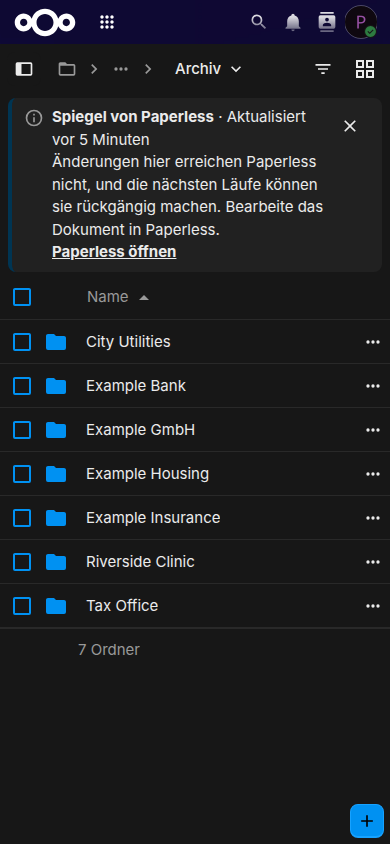 P
Archiv
Spiegel von Paperless · Aktualisiert
vor 5 Minuten
Änderungen hier erreichen Paperless
nicht, und die nächsten Läufe können
sie rückgängig machen. Bearbeite das
Dokument in Paperless.
Paperless öffnen
Name
City Utilities
Example Bank
Example GmbH
Example Housing
Example Insurance
Riverside Clinic
Tax Office
7 Ordner